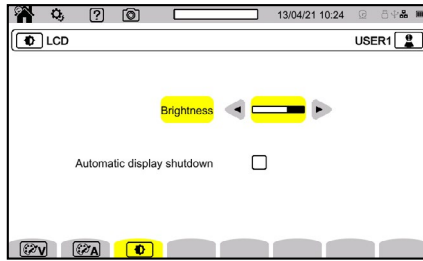 ? 13/04/21 10:24
LCD USER1
Brightness
Automatic display shutdown
V A